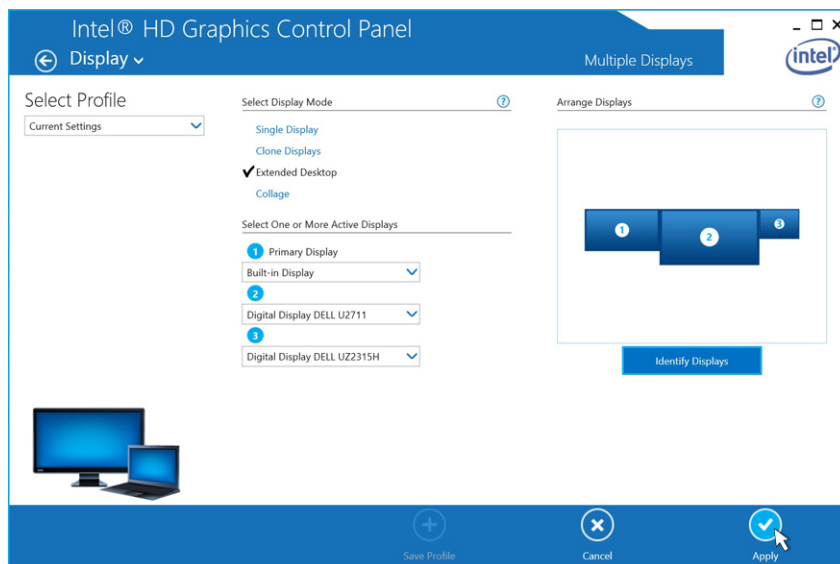 Intel® HD Graphics Control Panel
Display
Multiple Displays
intel
Select Profile
Current Settings
Select Display Mode
?
Single Display
Clone Displays
Extended Desktop
Collage
Select One or More Active Displays
1 Primary Display
Built-in Display
2
Digital Display DELL U2711
3
Digital Display DELL UZ2315H
Arrange Displays
?
1
2
3
Identify Displays
Save Profile
Cancel
Apply